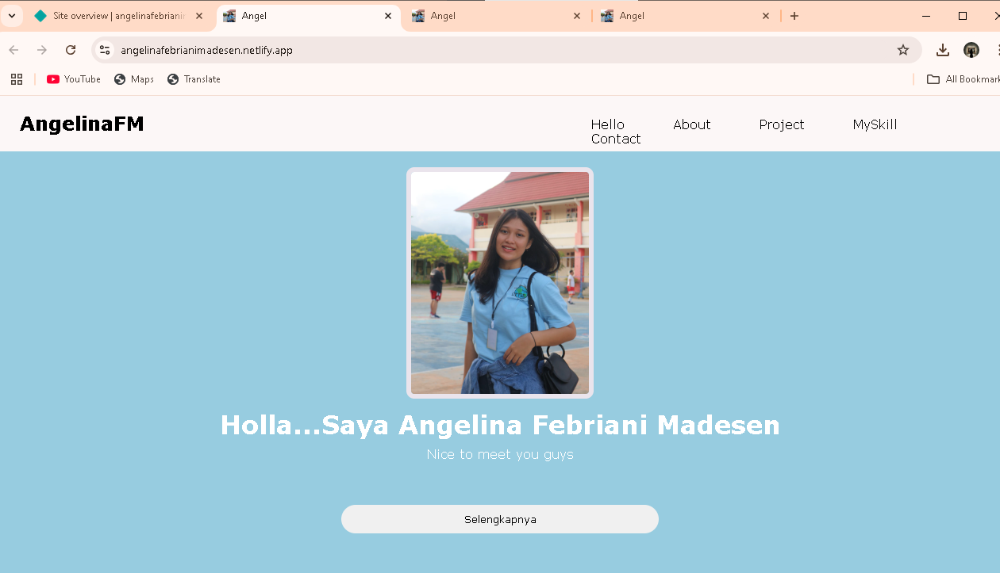 Site overview | angelinafebrianim
Angel
Angel
Angel
angelinafebrianimadesen.netlify.app
YouTube
Maps
Translate
All Bookmark
AngelinaFM
Hello About Project MySkill
Contact
Holla...Saya Angelina Febriani Madesen
Nice to meet you guys
Selengkapnya